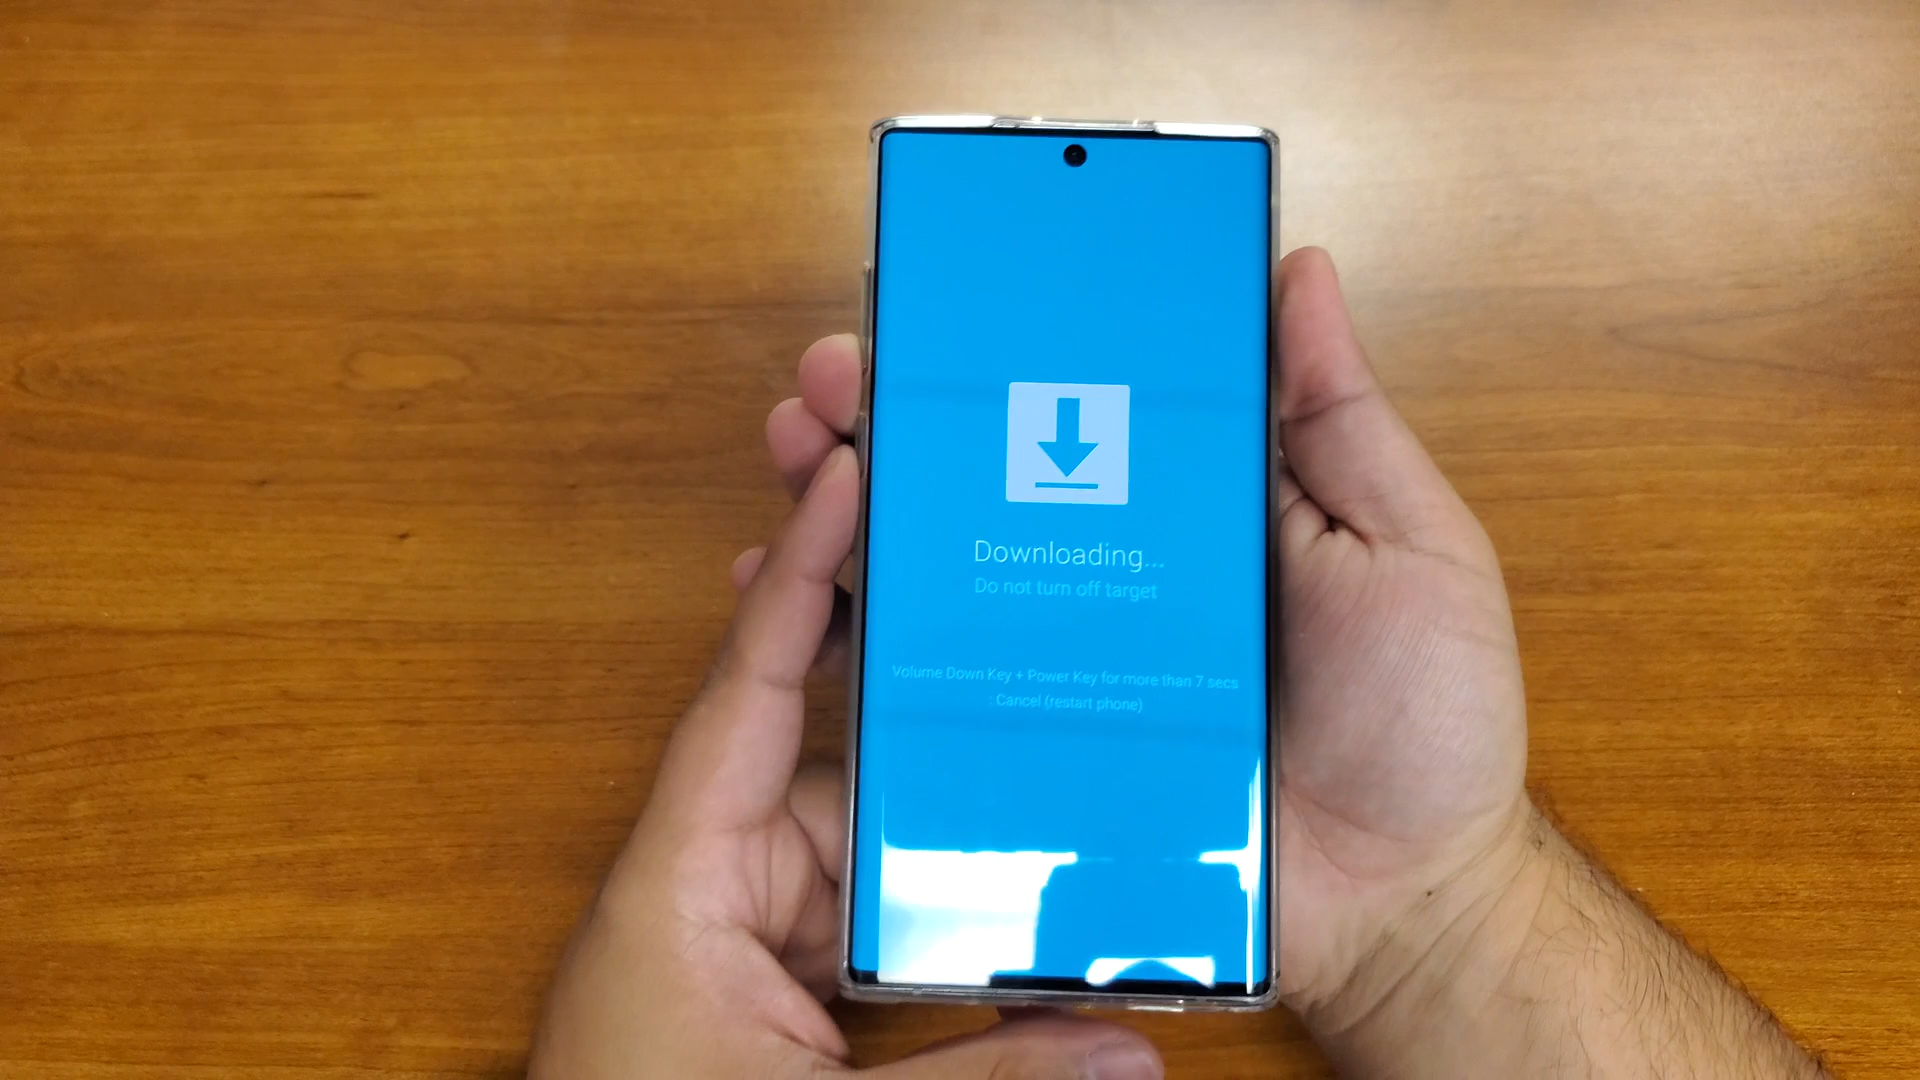 Downloading...
Do not turn off target
Volume Down Key + Power Key for more than 7 secs
: Cancel (restart phone)